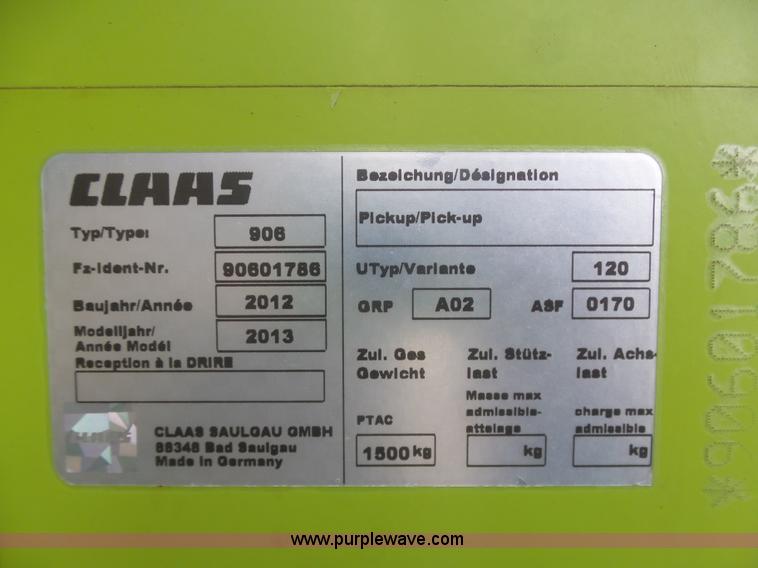 CLAAS
Typ/Type: 906
Fz-Ident-Nr. 90601786
Baujahr/Année 2012
Modelljahr/
Année Modél 2013
Reception à la DRIRE
CLAAS
CLAAS SAULGAU GMBH
88348 Bad Saulgau
Made in Germany
Bezeichung/Désignation
Pickup/Pick-up
UTyp/Variante 120
GRP A02 ASF 0170
Zul. Ges Gewicht
PTAC
1500 kg
Zul. Stütz-
last
Masse max
admissible-
attelage
kg
Zul. Achs-
last
charge max
admissible
kg
*90601786*
www.purplewave.com